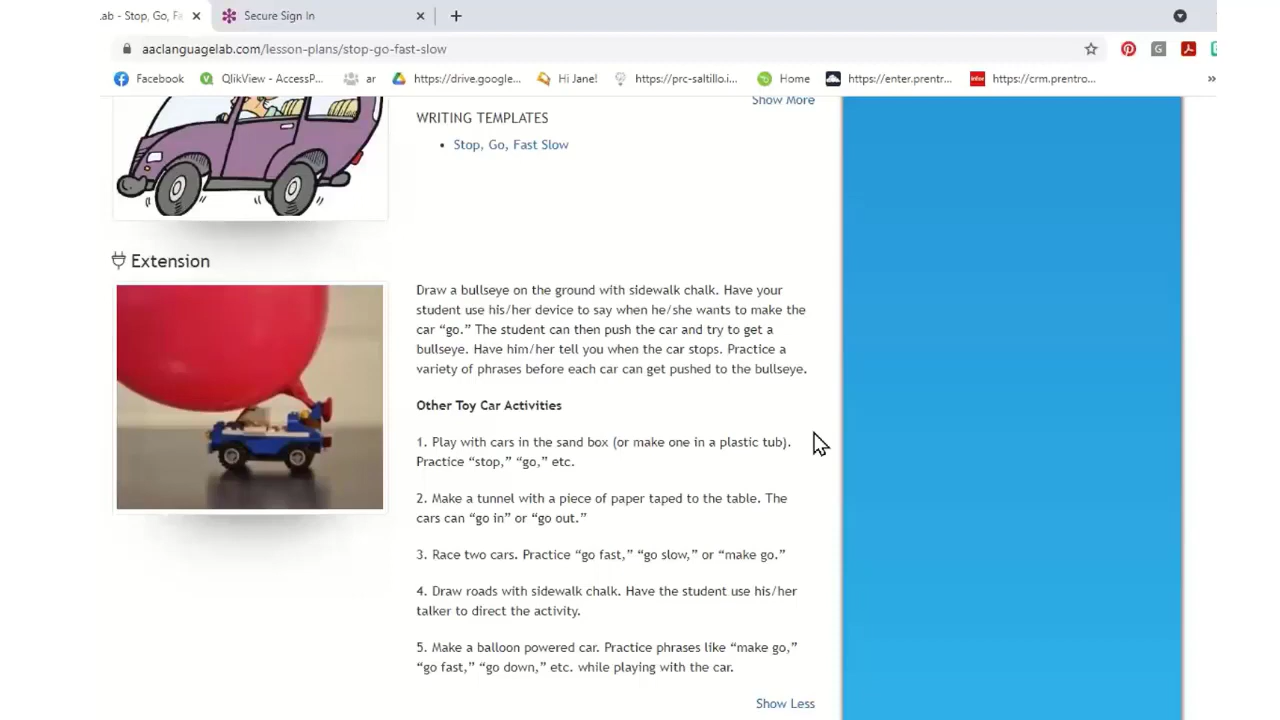 ab - Stop, Go, Fa
Secure Sign In
aaclanguagelab.com/lesson-plans/stop-go-fast-slow
Facebook
QlikView - AccessP...
ar
https://drive.google...
Hi Jane!
https://prc-saltillo.i...
Home
https://enter.prentr...
https://crm.prentro...
Show More
WRITING TEMPLATES
• Stop, Go, Fast Slow
Extension
Draw a bullseye on the ground with sidewalk chalk. Have your
student use his/her device to say when he/she wants to make the
car “go.” The student can then push the car and try to get a
bullseye. Have him/her tell you when the car stops. Practice a
variety of phrases before each car can get pushed to the bullseye.
Other Toy Car Activities
1. Play with cars in the sand box (or make one in a plastic tub).
Practice “stop,” “go,” etc.
2. Make a tunnel with a piece of paper taped to the table. The
cars can “go in” or “go out.”
3. Race two cars. Practice “go fast,” “go slow,” or “make go.”
4. Draw roads with sidewalk chalk. Have the student use his/her
talker to direct the activity.
5. Make a balloon powered car. Practice phrases like “make go,”
“go fast,” “go down,” etc. while playing with the car.
Show Less